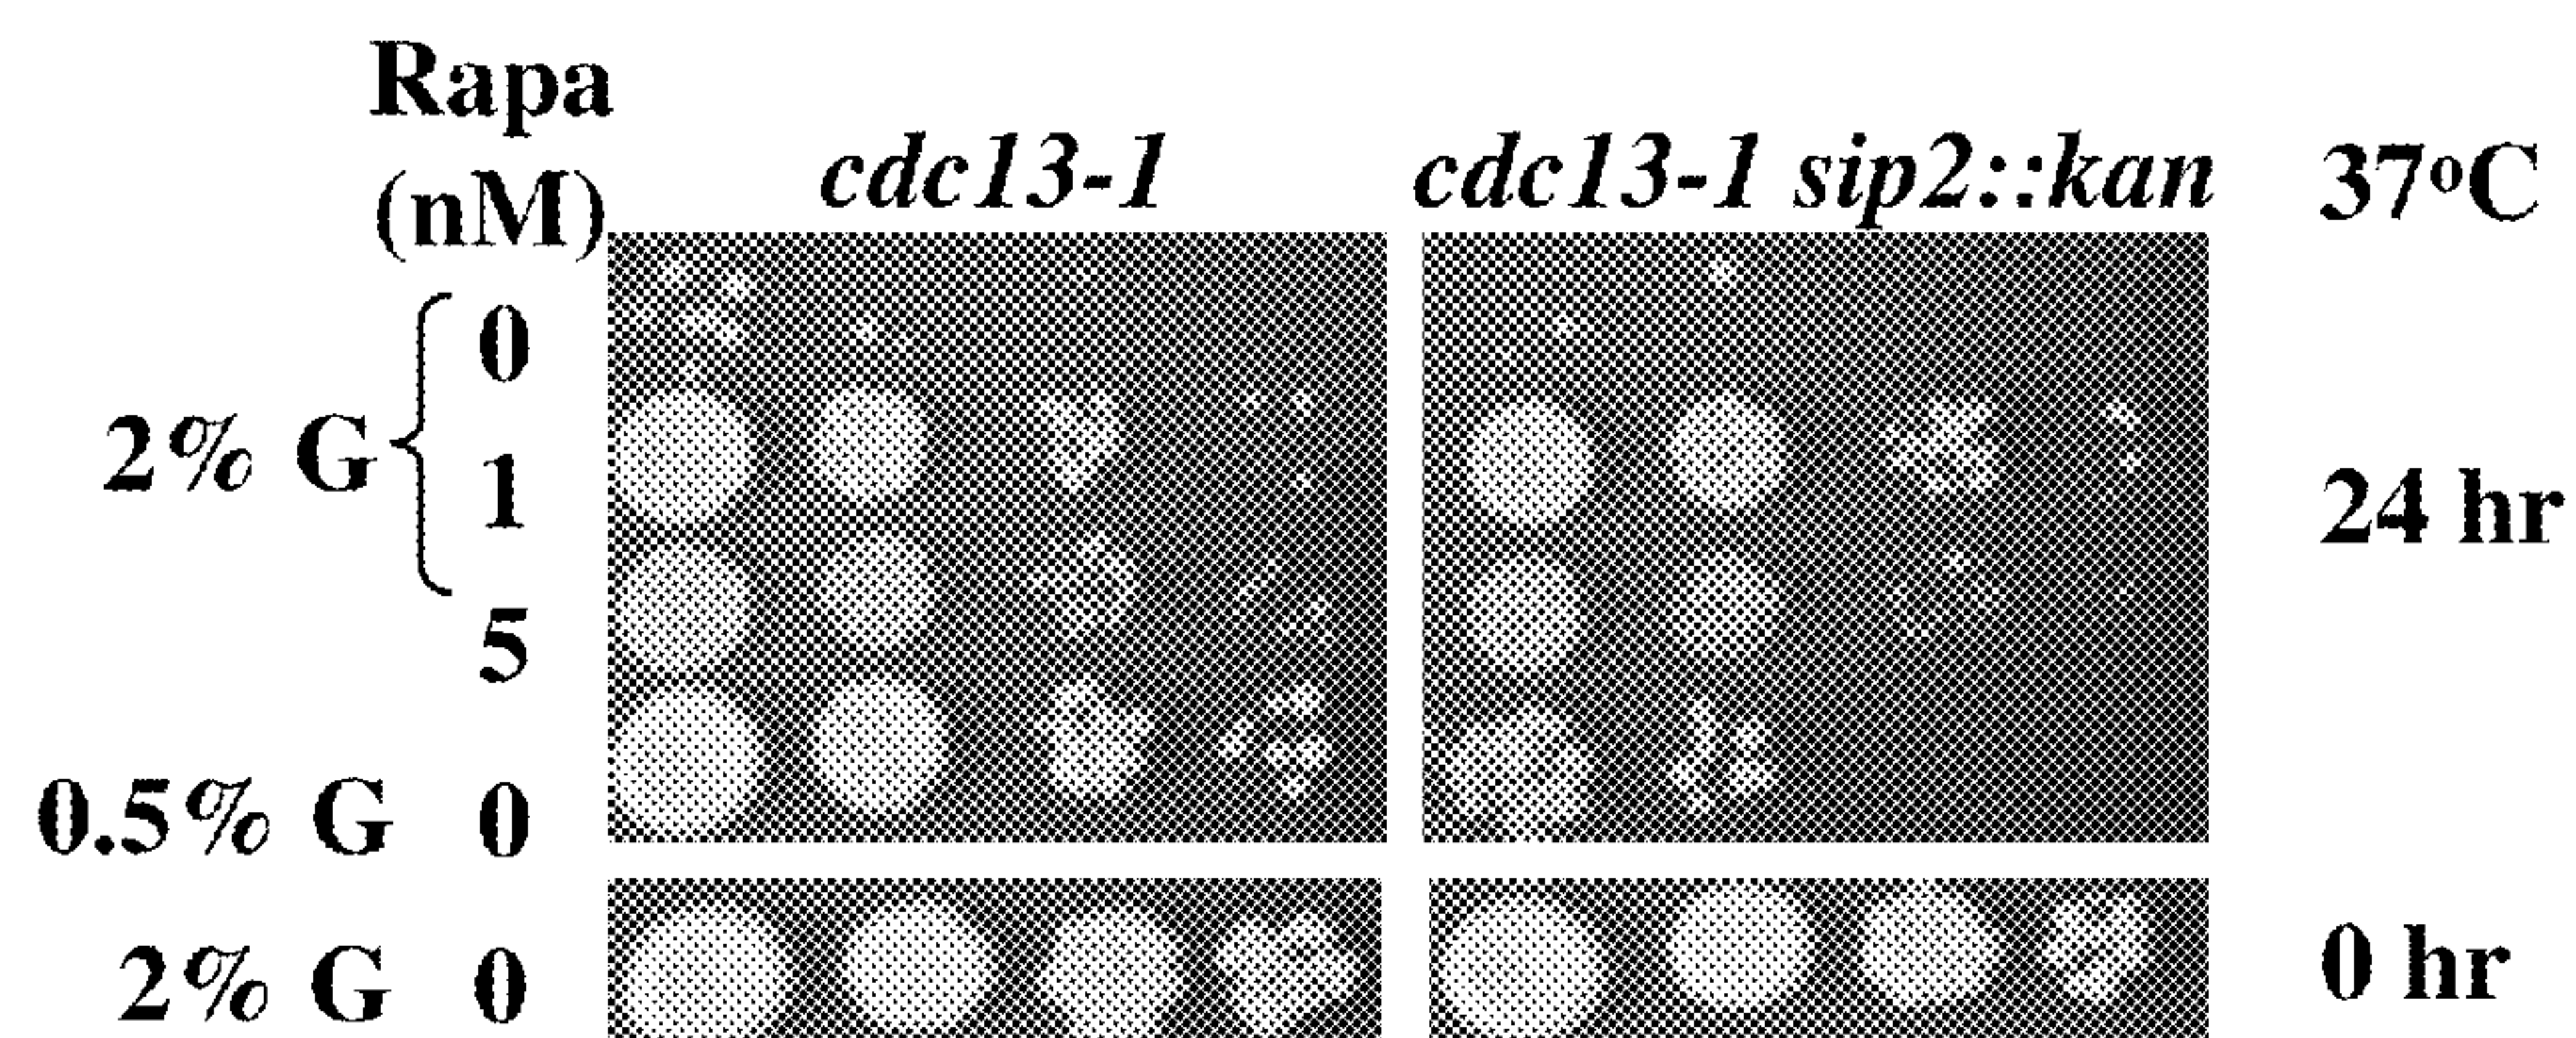 Rapa
(nM)
cdc13-1
cdc13-1 sip2::kan
37°C
0
2% G
1
24 hr
5
0.5% G 0
2% G 0
0 hr